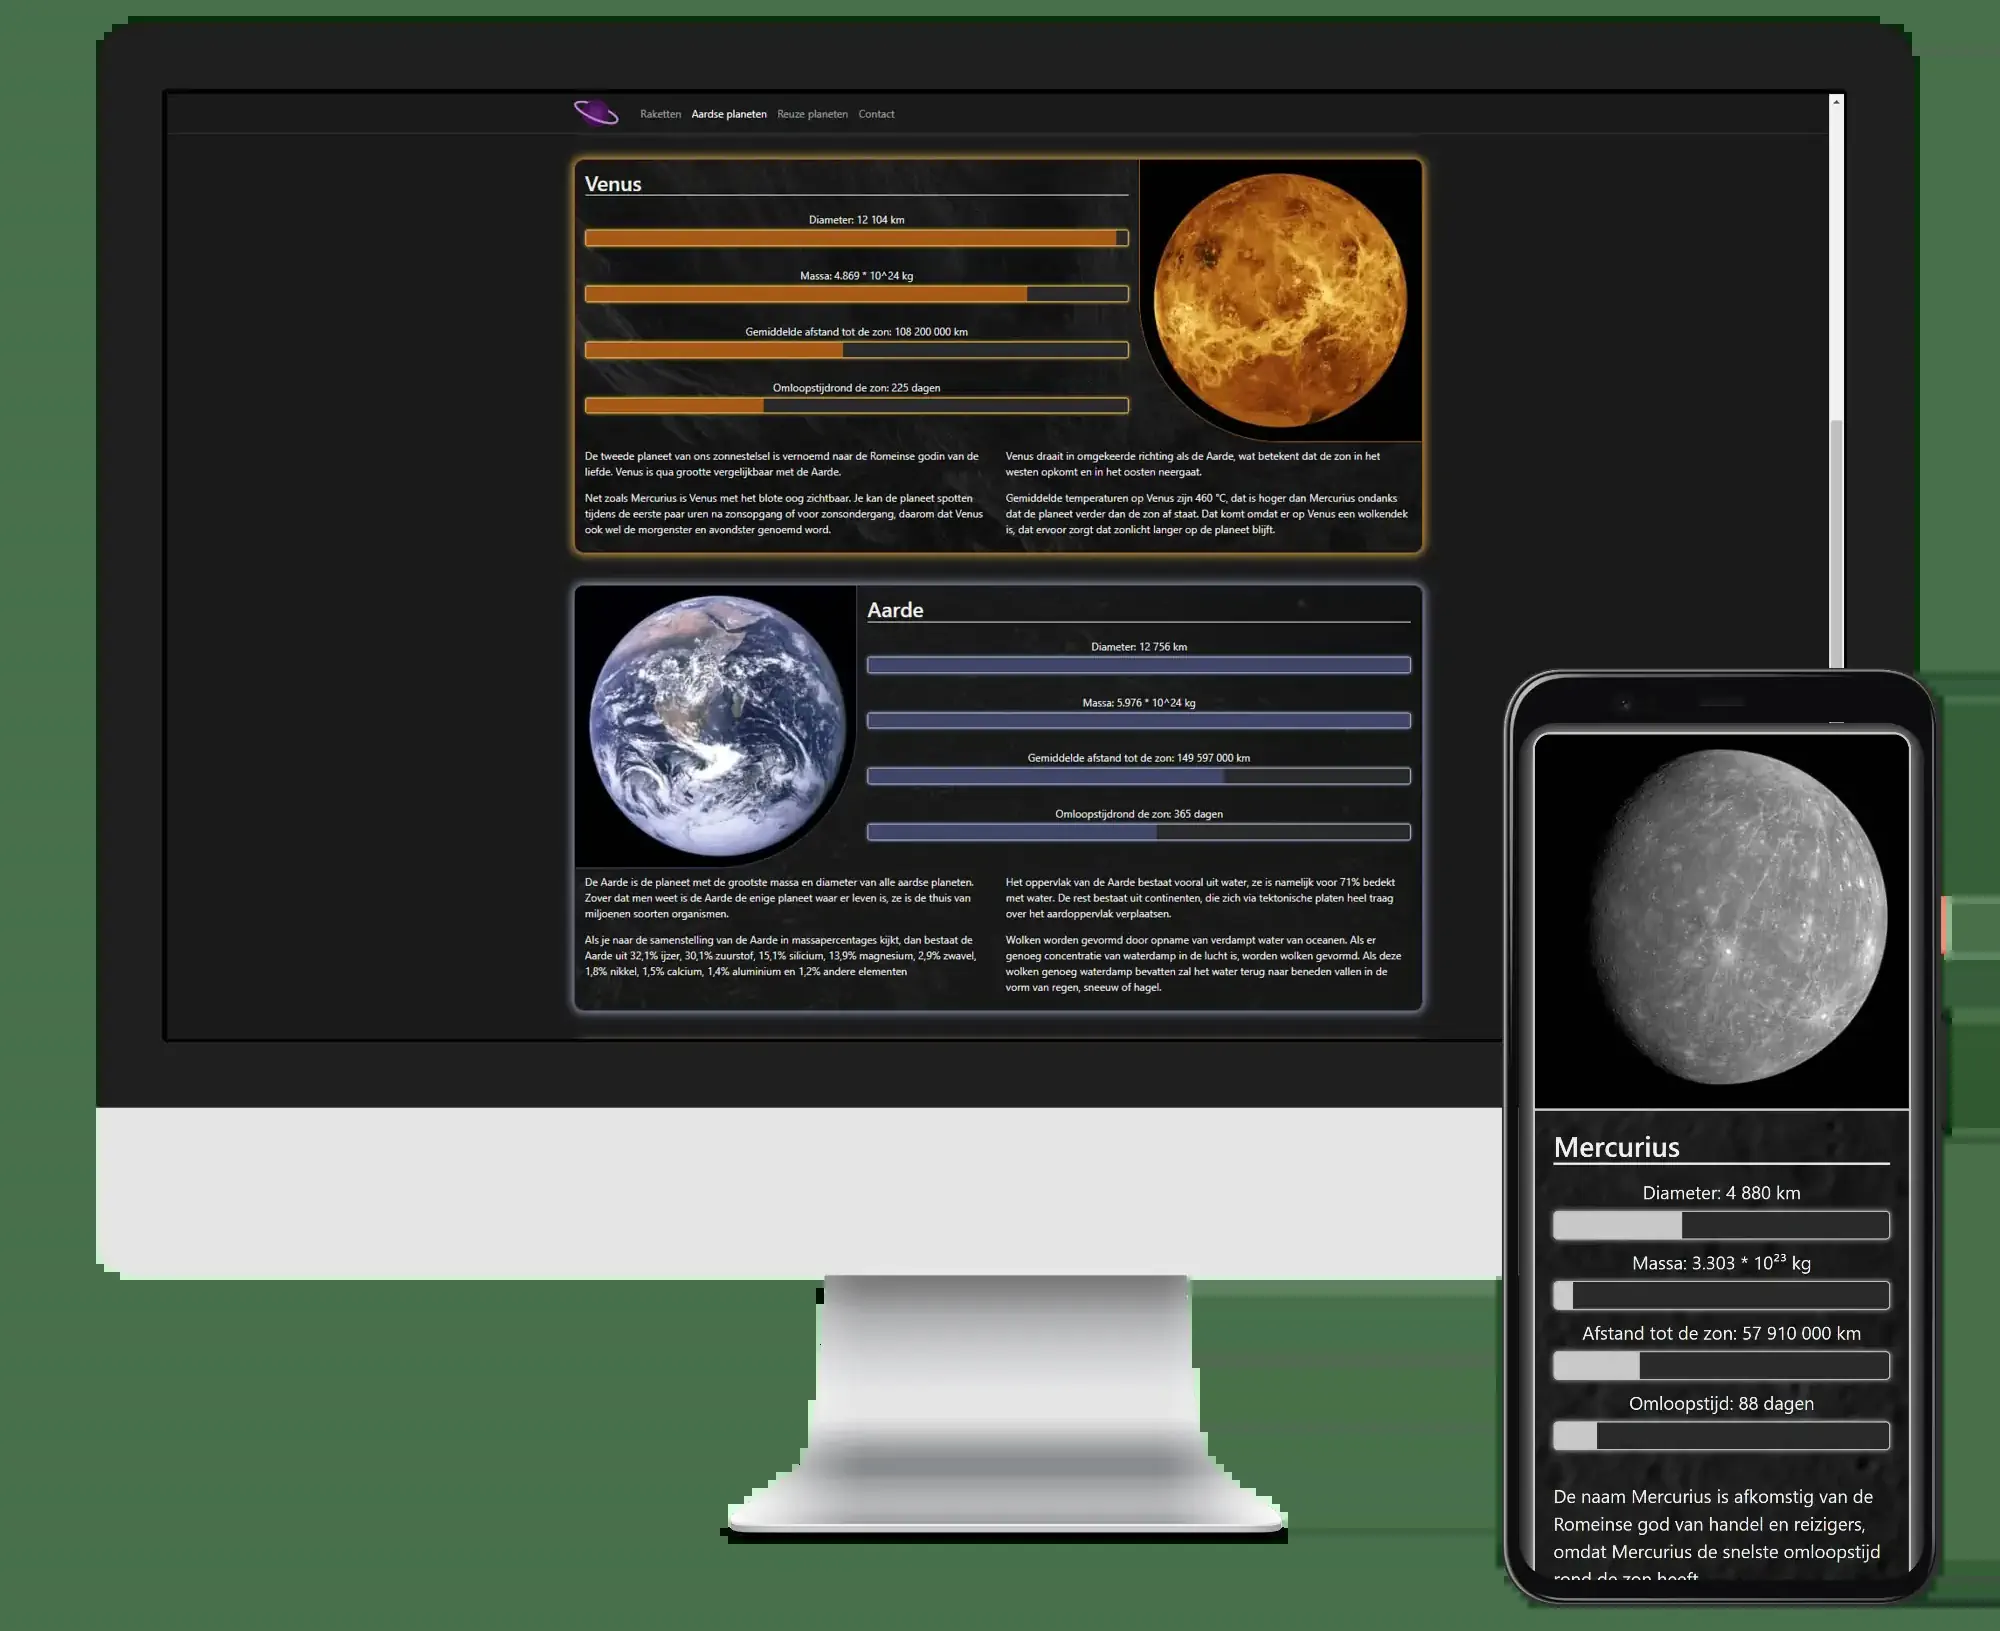 Raketten Aardse planeten Reuze planeten Contact
Venus
Diameter: 12 104 km
Massa: 4.869 * 10^24 kg
Gemiddelde afstand tot de zon: 108 200 000 km
Omloopstijdrond de zon: 225 dagen
De tweede planeet van ons zonnestelsel is vernoemd naar de Romeinse godin van de
liefde. Venus is qua grootte vergelijkbaar met de Aarde.
Net zoals Mercurius is Venus met het blote oog zichtbaar. Je kan de planeet spotten
tijdens de eerste paar uren na zonsopgang of voor zonsondergang, daarom dat Venus
ook wel de morgenster en avondster genoemd word.
Venus draait in omgekeerde richting als de Aarde, wat betekent dat de zon in het
westen opkomt en in het oosten neergaat.
Gemiddelde temperaturen op Venus zijn 460 °C, dat is hoger dan Mercurius ondanks
dat de planeet verder dan de zon af staat. Dat komt omdat er op Venus een wolkendek
is, dat ervoor zorgt dat zonlicht langer op de planeet blijft.
Aarde
Diameter: 12 756 km
Massa: 5.976 * 10^24 kg
Gemiddelde afstand tot de zon: 149 597 000 km
Omloopstijdrond de zon: 365 dagen
De Aarde is de planeet met de grootste massa en diameter van alle aardse planeten.
Zover dat men weet is de Aarde de enige planeet waar er leven is, ze is de thuis van
miljoenen soorten organismen.
Als je naar de samenstelling van de Aarde in massapercentages kijkt, dan bestaat de
Aarde uit 32,1% ijzer, 30,1% zuurstof, 15,1% silicium, 13,9% magnesium, 2,9% zwavel,
1,8% nikkel, 1,5% calcium, 1,4% aluminium en 1,2% andere elementen
Het oppervlak van de Aarde bestaat vooral uit water, ze is namelijk voor 71% bedekt
met water. De rest bestaat uit continenten, die zich via tektonische platen heel traag
over het aardoppervlak verplaatsen.
Wolken worden gevormd door opname van verdampt water van oceanen. Als er
genoeg concentratie van waterdamp in de lucht is, worden wolken gevormd. Als deze
wolken genoeg waterdamp bevatten zal het water terug naar beneden vallen in de
vorm van regen, sneeuw of hagel.
Mercurius
Diameter: 4 880 km
Massa: 3.303 * 10²³ kg
Afstand tot de zon: 57 910 000 km
Omloopstijd: 88 dagen
De naam Mercurius is afkomstig van de
Romeinse god van handel en reizigers,
omdat Mercurius de snelste omloopstijd
rond de zon heeft